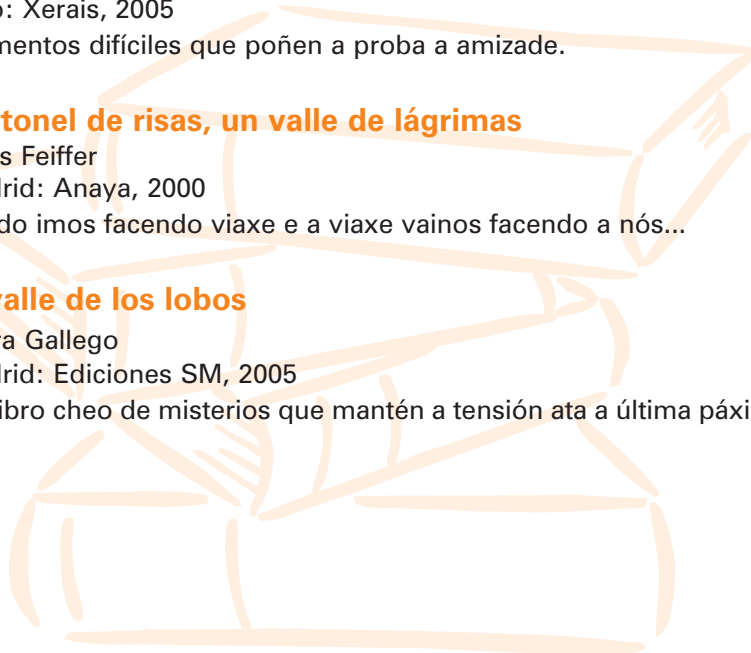 o: Xerais, 2005
mentos difíciles que poñen a proba a amizade.
tonel de risas, un valle de lágrimas
s Feiffer
drid: Anaya, 2000
do imos facendo viaxe e a viaxe vainos facendo a nós...
valle de los lobos
ra Gallego
drid: Ediciones SM, 2005
ibro cheo de misterios que mantén a tensión ata a última páxi